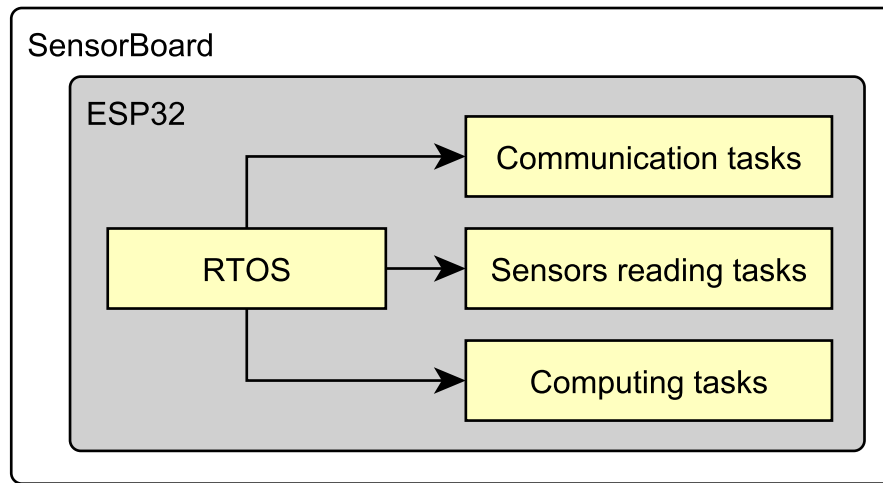 SensorBoard
ESP32
Communication tasks
RTOS
Sensors reading tasks
Computing tasks